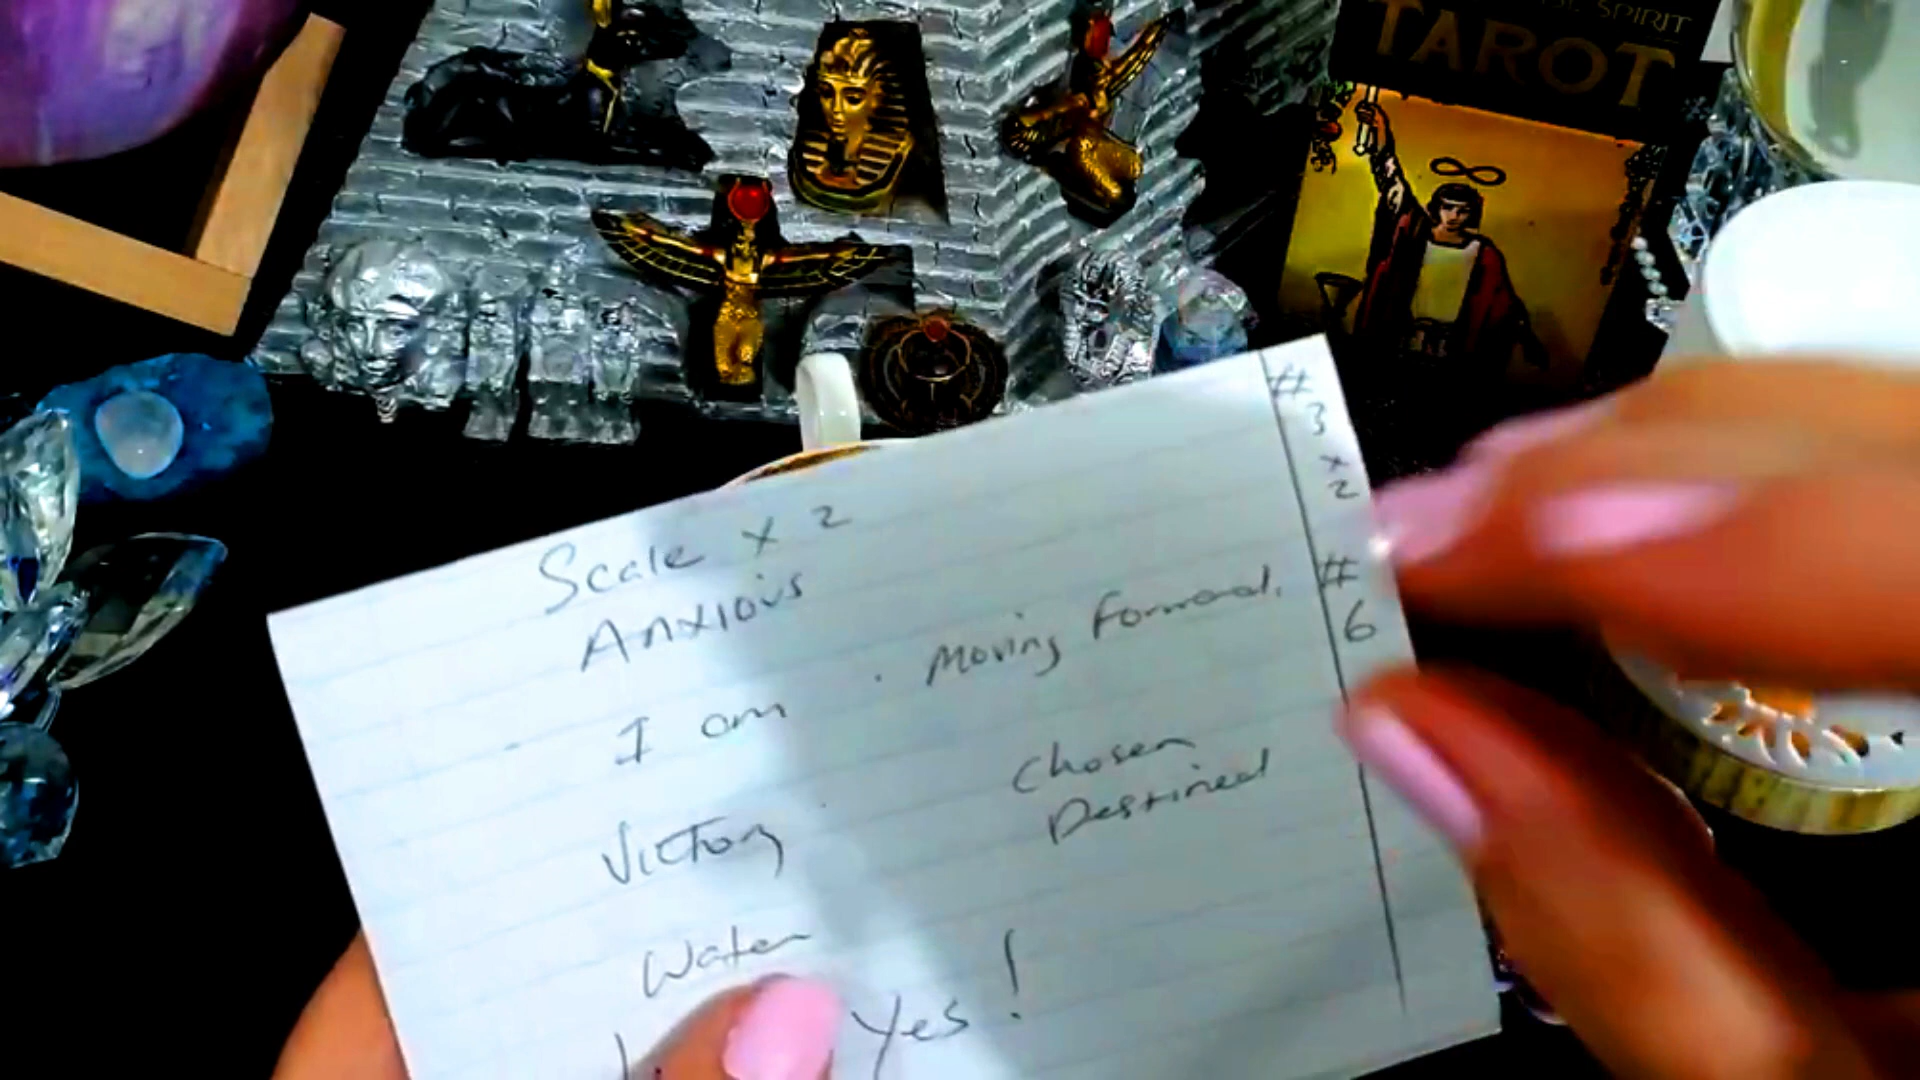 SPIRIT
TAROT
Scale x 2
Anxious
I am . Moving Forward.
Victory
Chosen
Destined
Water
Yes!
#
3
x
2
#
6